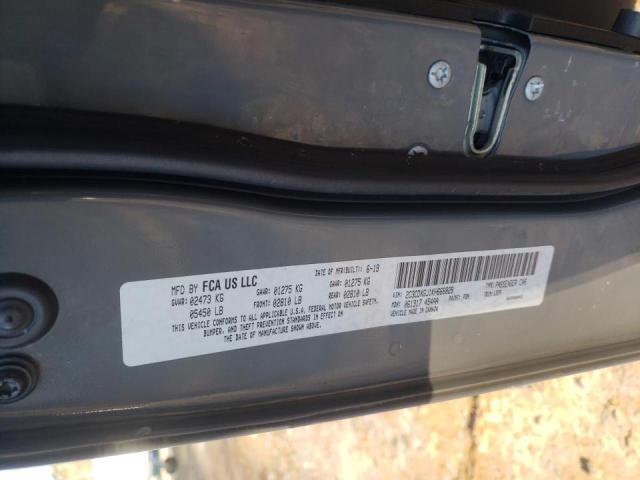 MFD BY FCA US LLC
DATE OF MFR(BUILT): 6-19
GVWR: 02473 KG
GAWR: 01275 KG
GAWR: 01275 KG
05450 LB
FRONT: 02810 LB
REAR: 02810 LB
THIS VEHICLE CONFORMS TO ALL APPLICABLE U.S.A. FEDERAL MOTOR VEHICLE SAFETY,
BUMPER, AND THEFT PREVENTION STANDARDS IN EFFECT ON
THE DATE OF MANUFACTURE SHOWN ABOVE.
TYPE: PASSENGER CAR
MDH: 061317
MADE IN CANADA